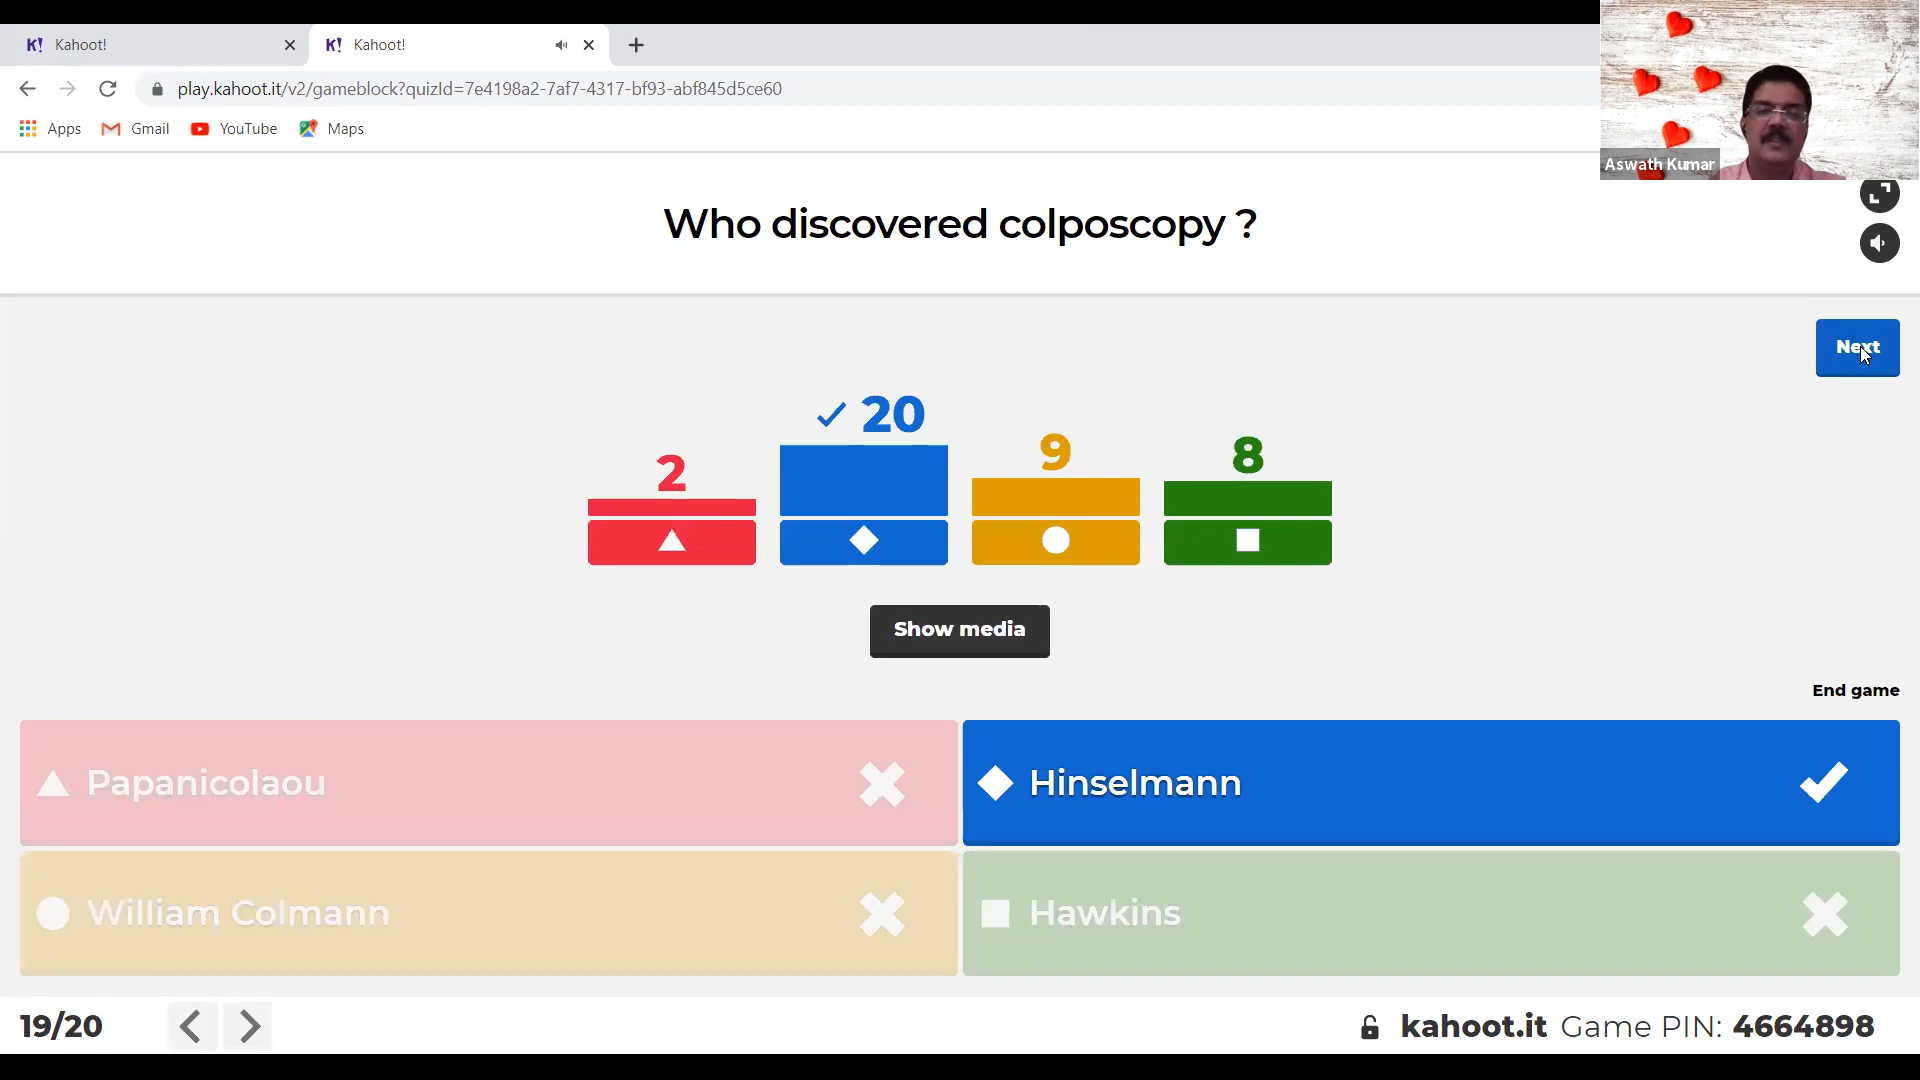 K! Kahoot!
K! Kahoot!
play.kahoot.it/v2/gameblock?quizId=7e4198a2-7af7-4317-bf93-abf845d5ce60
Apps Gmail YouTube Maps
Aswath Kumar
Who discovered colposcopy ?
Next
2 20 9 8
Show media
End game
Papanicolaou
Hinselmann
William Colmann
Hawkins
19/20
kahoot.it Game PIN: 4664898